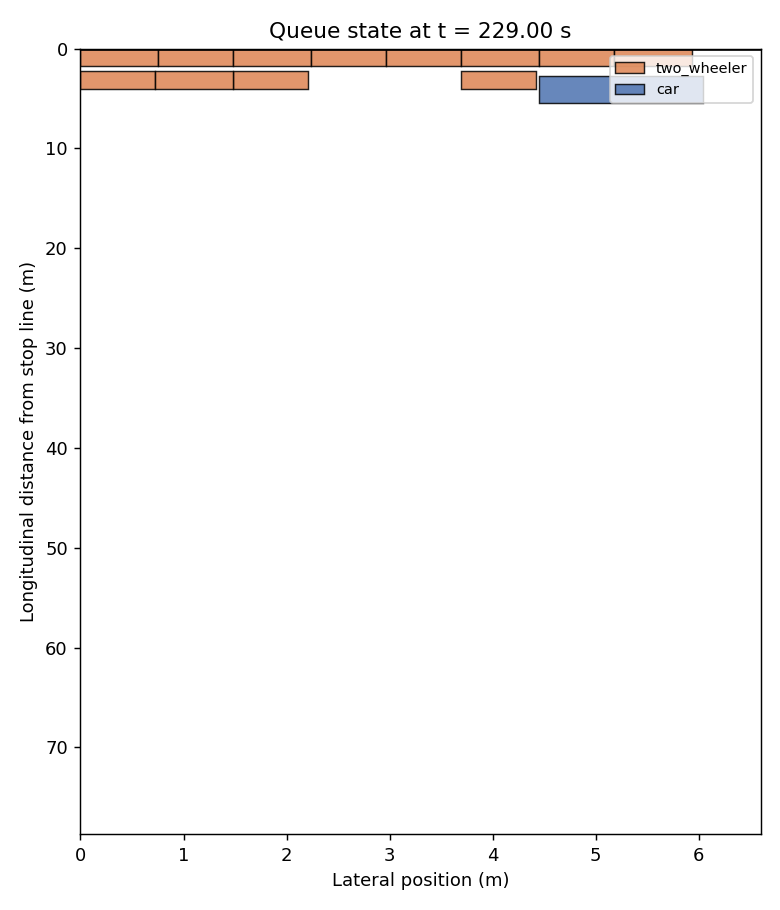 Queue state at t = 229.00 s
two_wheeler
car
0
10
20
30
40
50
60
70
Longitudinal distance from stop line (m)
0 1 2 3 4 5 6
Lateral position (m)